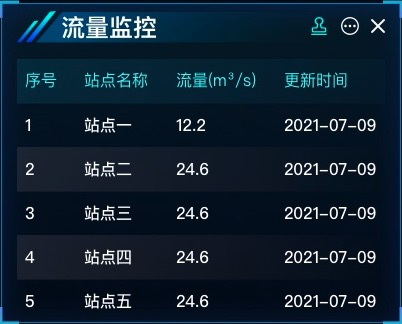 流量监控
序号 站点名称 流量(m³/s) 更新时间
1 站点一 12.2 2021-07-09
2 站点二 24.6 2021-07-09
3 站点三 24.6 2021-07-09
4 站点四 24.6 2021-07-09
5 站点五 24.6 2021-07-09